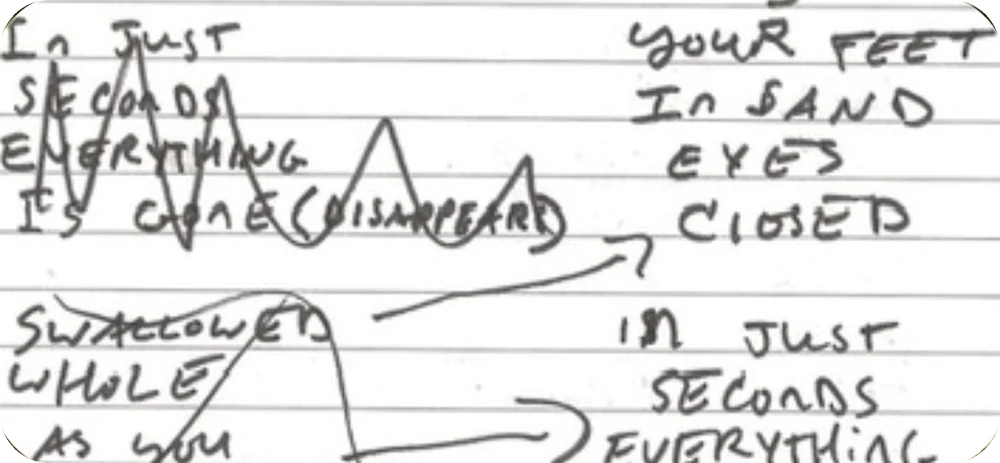 In JUST
SECONDS
EVERYTHING
It's GONE (DISAPPEARS)
SWALLOWED
WHOLE
AS YOU
YOUR FEET
In SAND
EYES
CLOSED
IN JUST
SECONDS
EVERYTHING